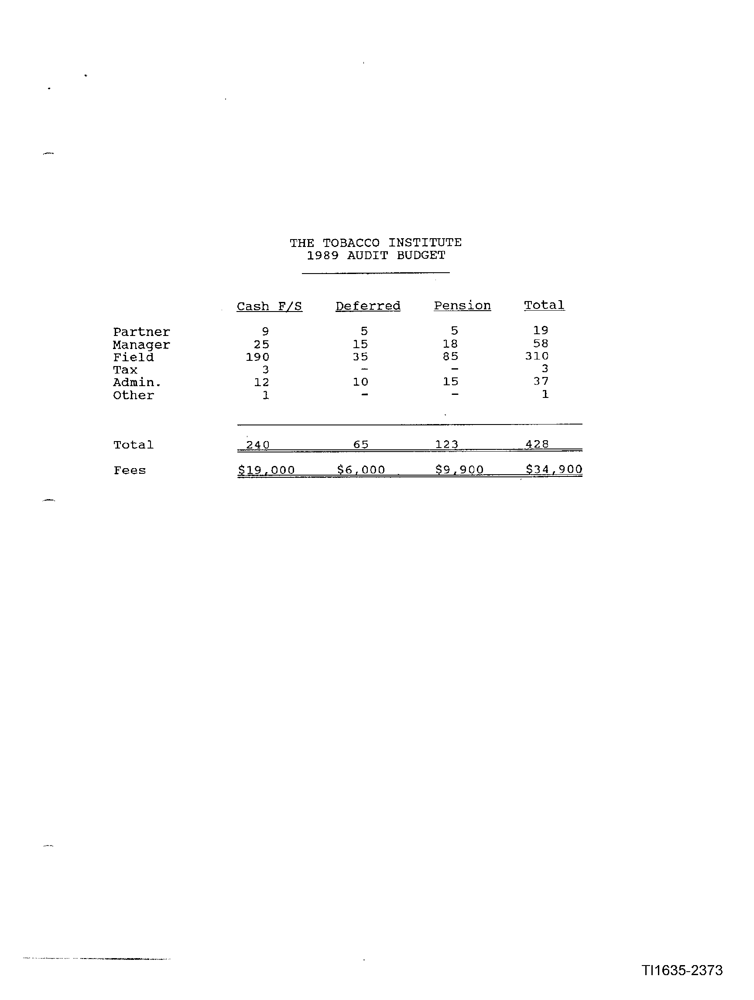 THE TOBACCO INSTITUTE
1989 AUDIT BUDGET
Cash F/S Deferred Pension Total
Partner 9 5 5 19
Manager 25 15 18 58
Field 190 35 85 310
Tax 3 - - 3
Admin. 12 10 15 37
Other 1 - - 1
Total 240 65 123 428
Fees $19,000 $6,000 $9,900 $34,900
TI1635-2373